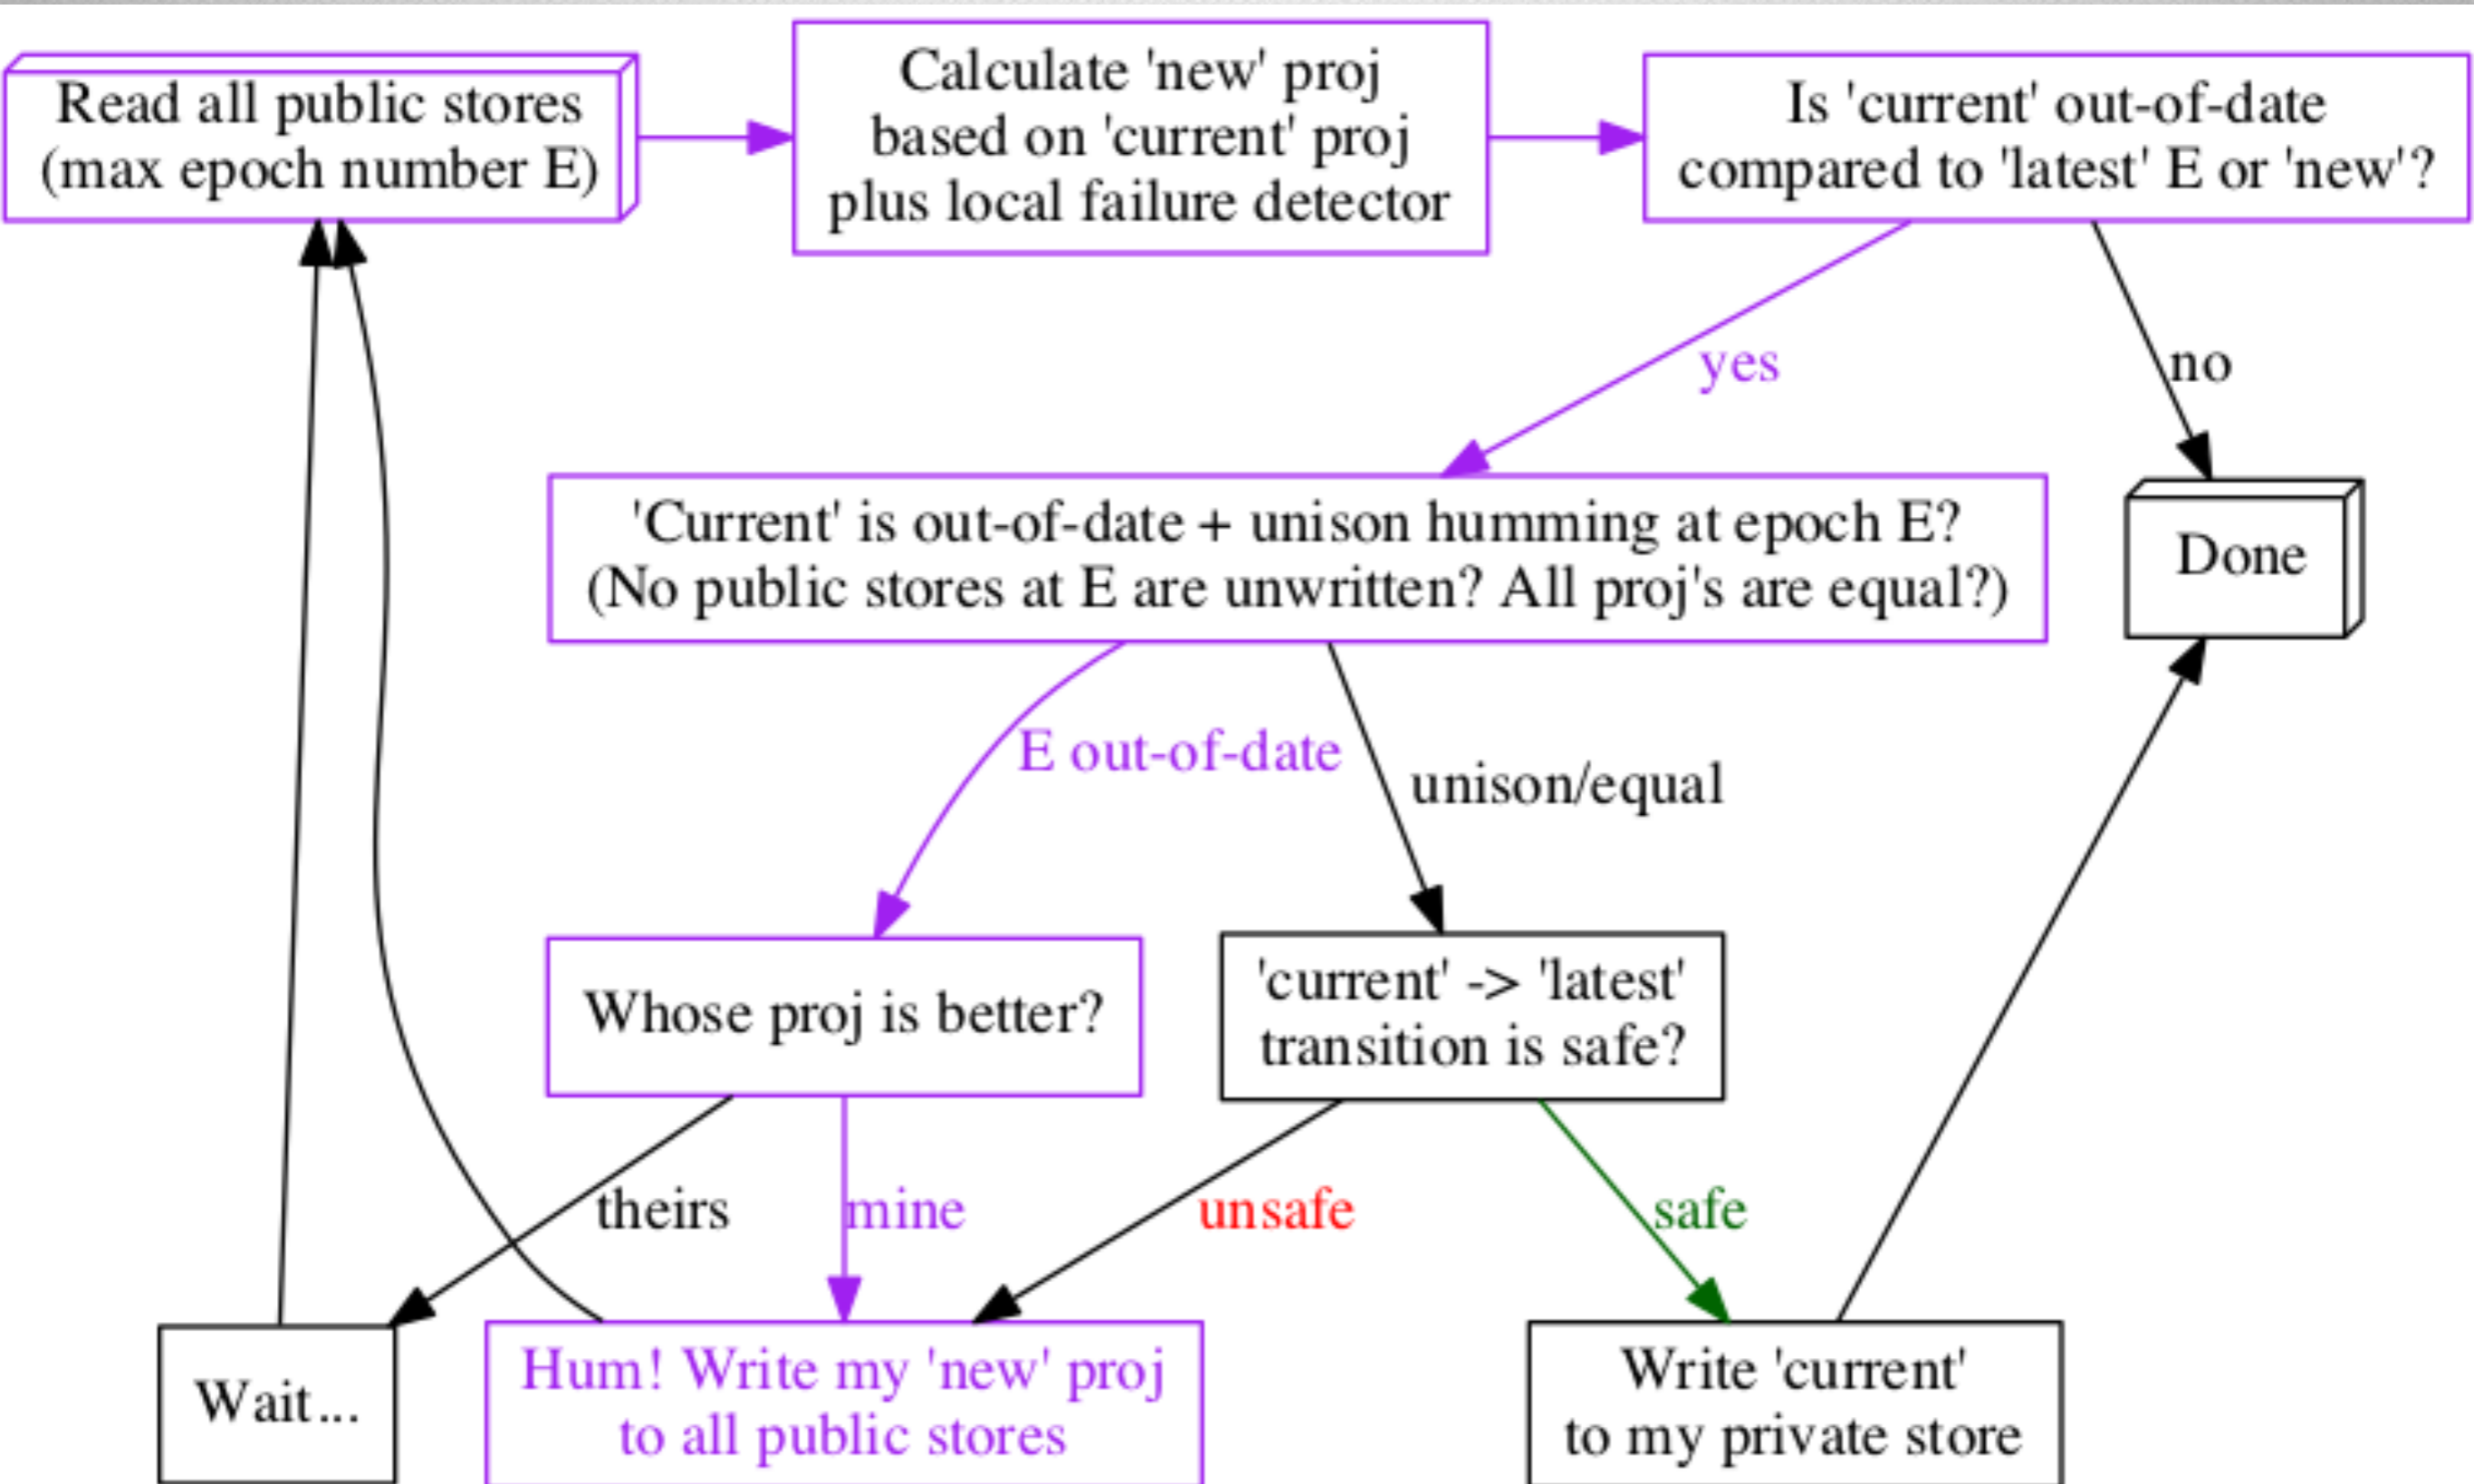 Read all public stores
(max epoch number E)
Calculate 'new' proj
based on 'current' proj
plus local failure detector
Is 'current' out-of-date
compared to 'latest' E or 'new'?
yes
no
'Current' is out-of-date + unison humming at epoch E?
(No public stores at E are unwritten? All proj's are equal?)
Done
E out-of-date
unison/equal
Whose proj is better?
'current' -> 'latest'
transition is safe?
theirs
mine
unsafe
safe
Wait...
Hum! Write my 'new' proj
to all public stores
Write 'current'
to my private store